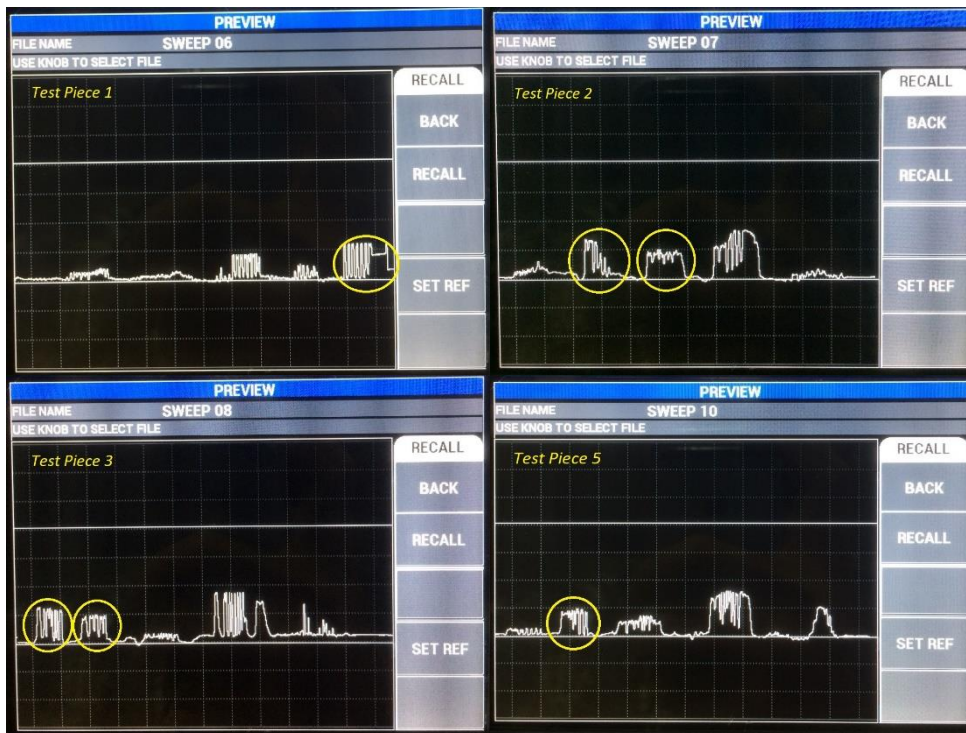 PREVIEW
FILE NAME SWEEP 06
USE KNOB TO SELECT FILE
Test Piece 1
RECALL
BACK
RECALL
SET REF
PREVIEW
FILE NAME SWEEP 07
USE KNOB TO SELECT FILE
Test Piece 2
RECALL
BACK
RECALL
SET REF
PREVIEW
FILE NAME SWEEP 08
USE KNOB TO SELECT FILE
Test Piece 3
RECALL
BACK
RECALL
SET REF
PREVIEW
FILE NAME SWEEP 10
USE KNOB TO SELECT FILE
Test Piece 5
RECALL
BACK
RECALL
SET REF